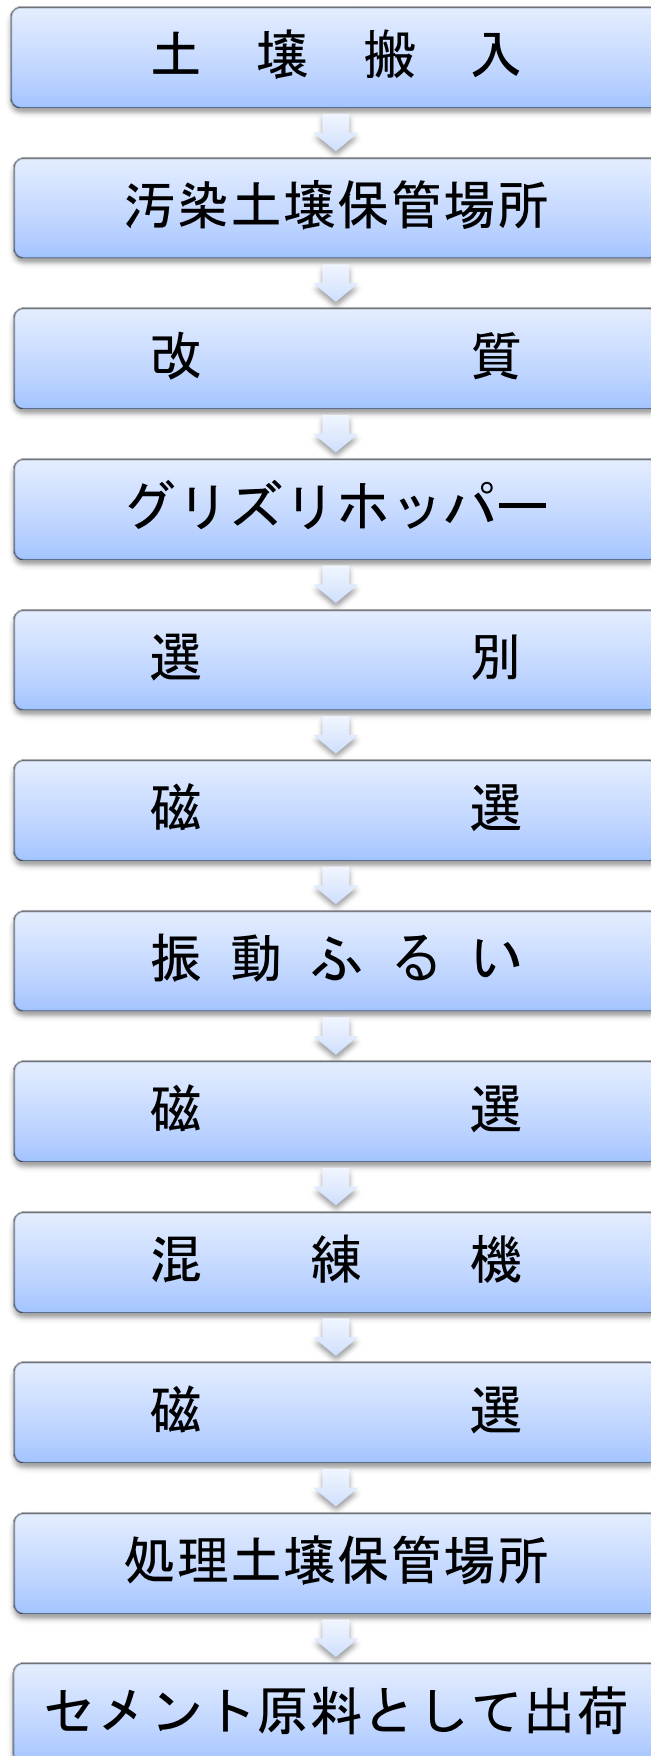 土壌搬入
汚染土壌保管場所
改質
グリズリホッパー
選別
磁選
振動ふるい
磁選
混練機
磁選
処理土壌保管場所
セメント原料として出荷